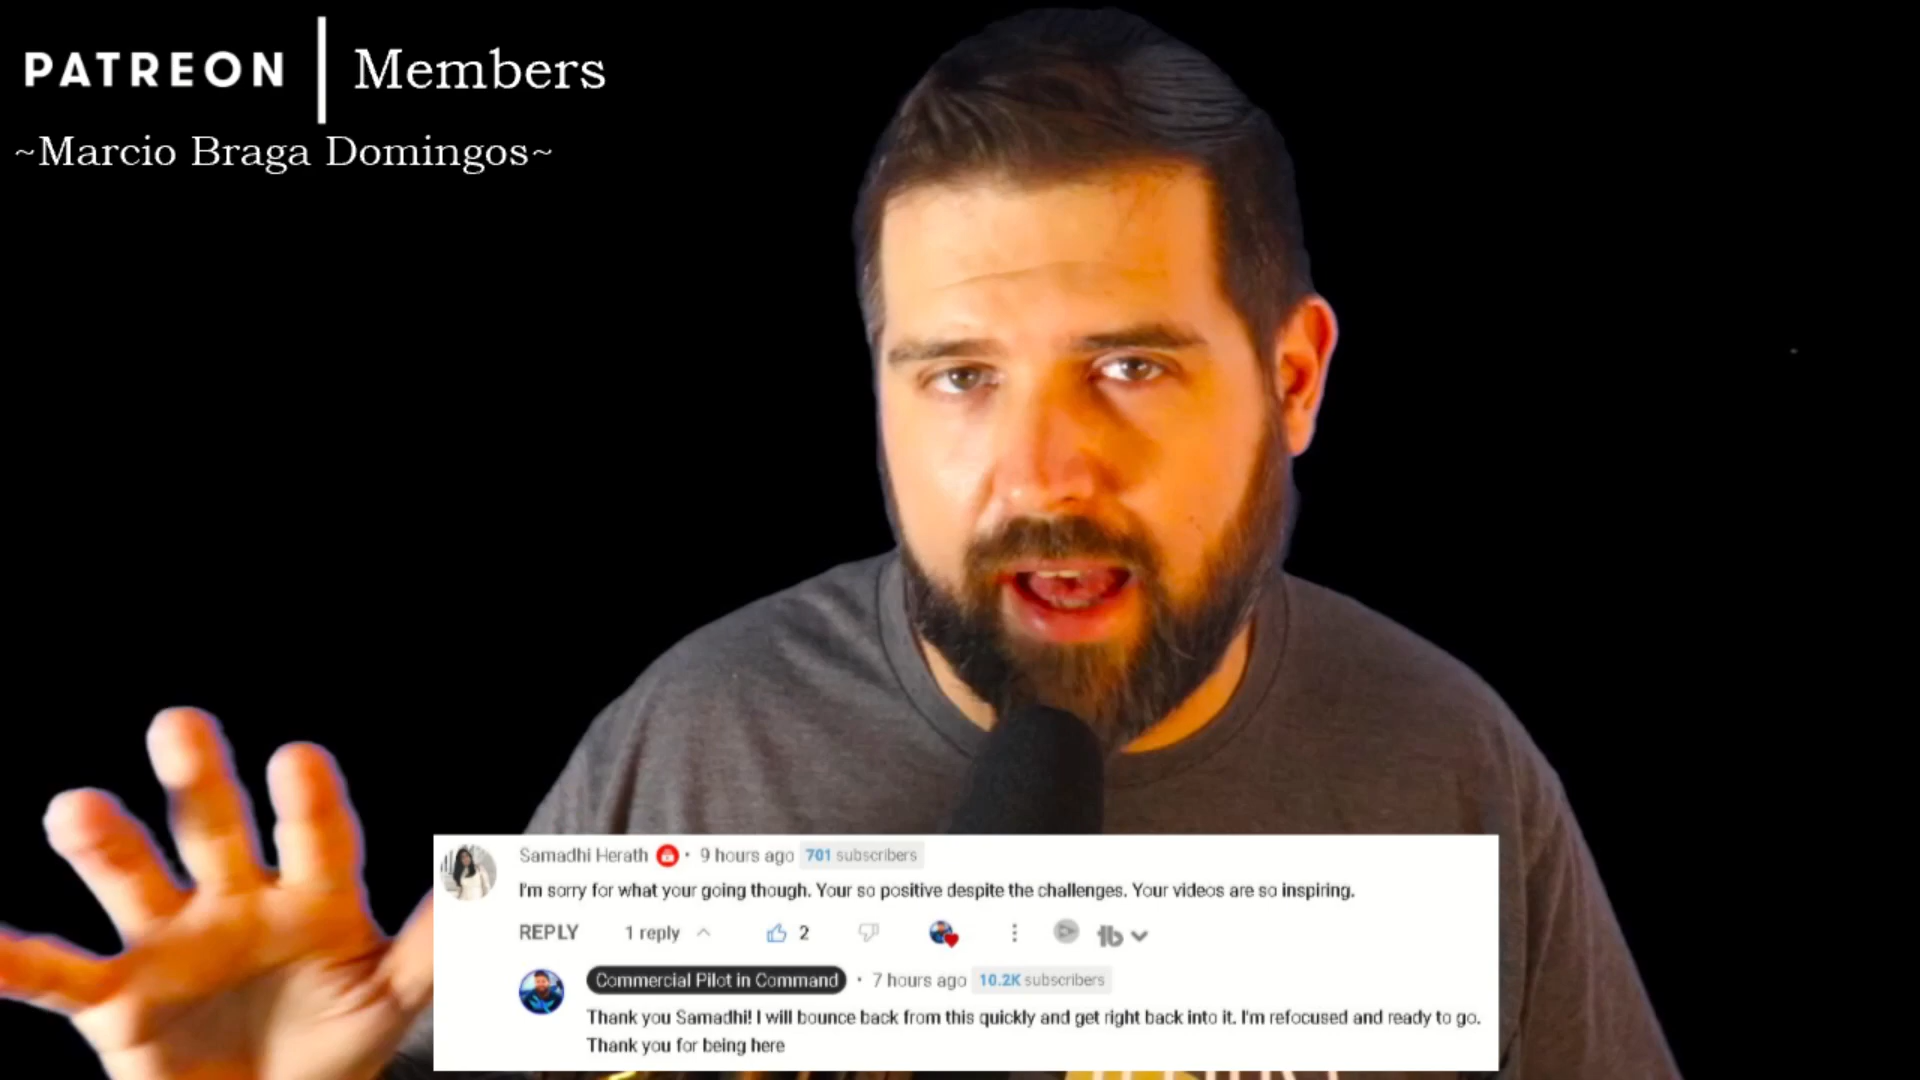 PATREON | Members
~Marcio Braga Domingos~
Samadhi Herath · 9 hours ago 701 subscribers
I'm sorry for what your going though. Your so positive despite the challenges. Your videos are so inspiring.
REPLY 1 reply 2
Commercial Pilot in Command · 7 hours ago 10.2K subscribers
Thank you Samadhi! I will bounce back from this quickly and get right back into it. I'm refocused and ready to go.
Thank you for being here